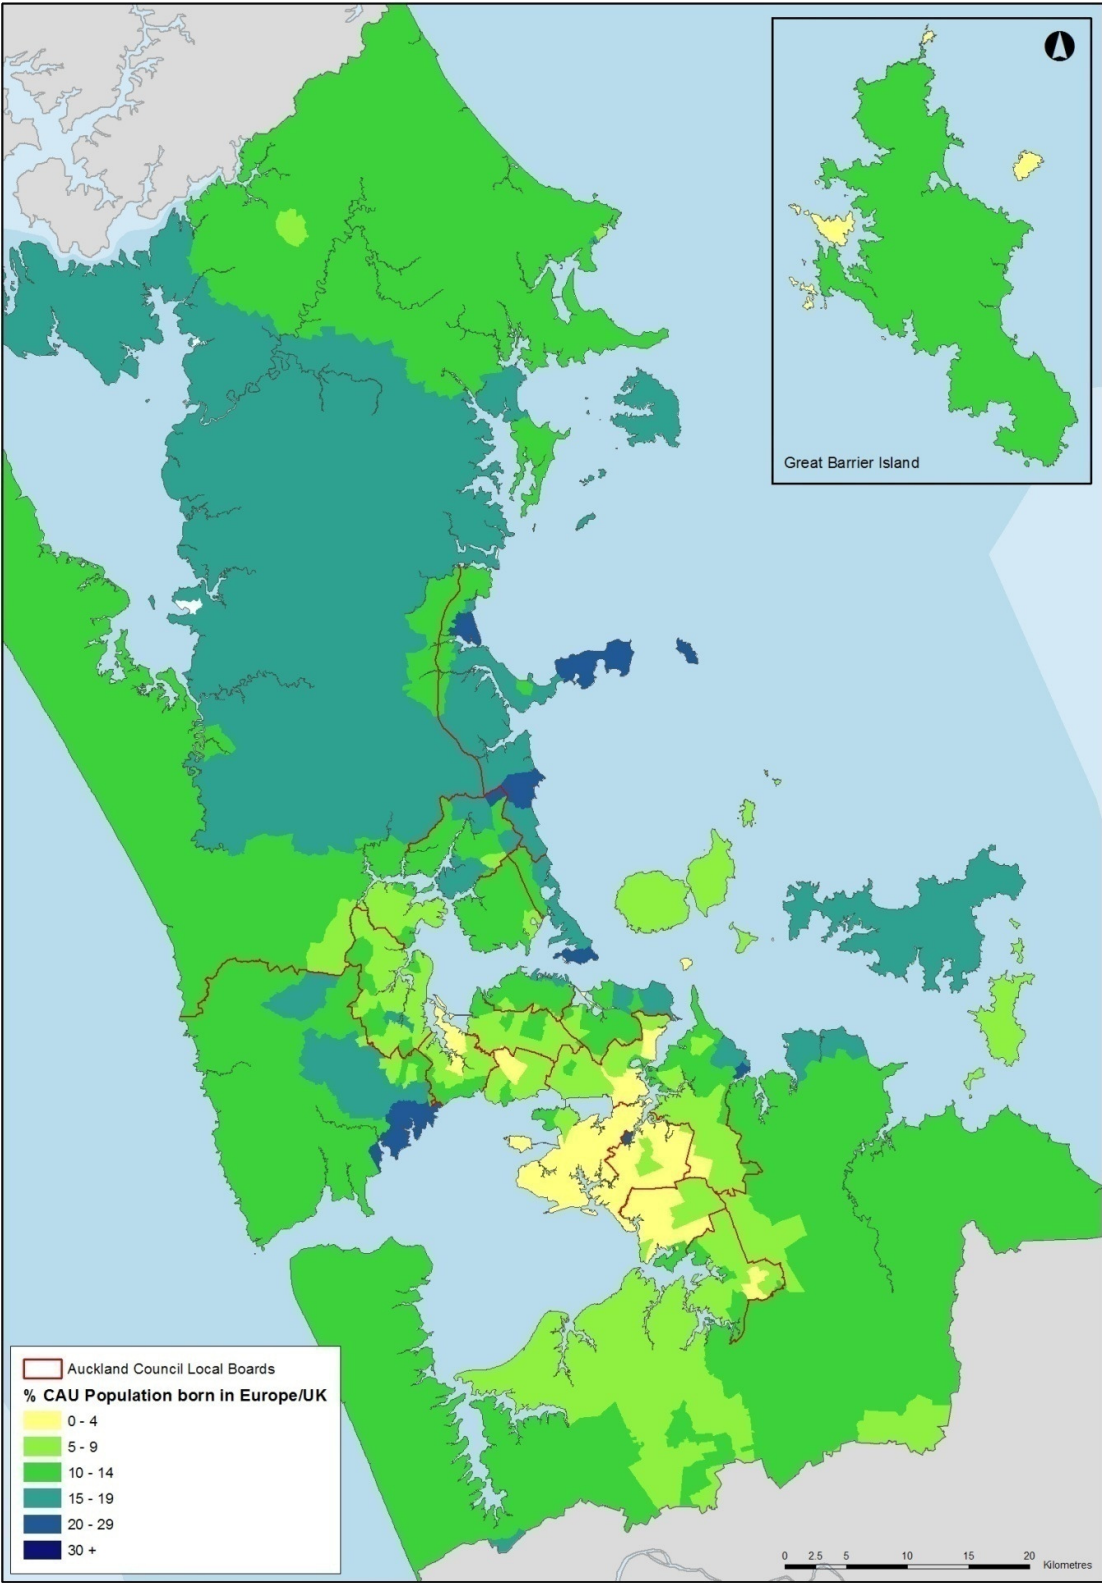 Great Barrier Island
Auckland Council Local Boards
% CAU Population born in Europe/UK
0 - 4
5 - 9
10 - 14
15 - 19
20 - 29
30 +
0 2.5 5 10 15 20
Kilometres